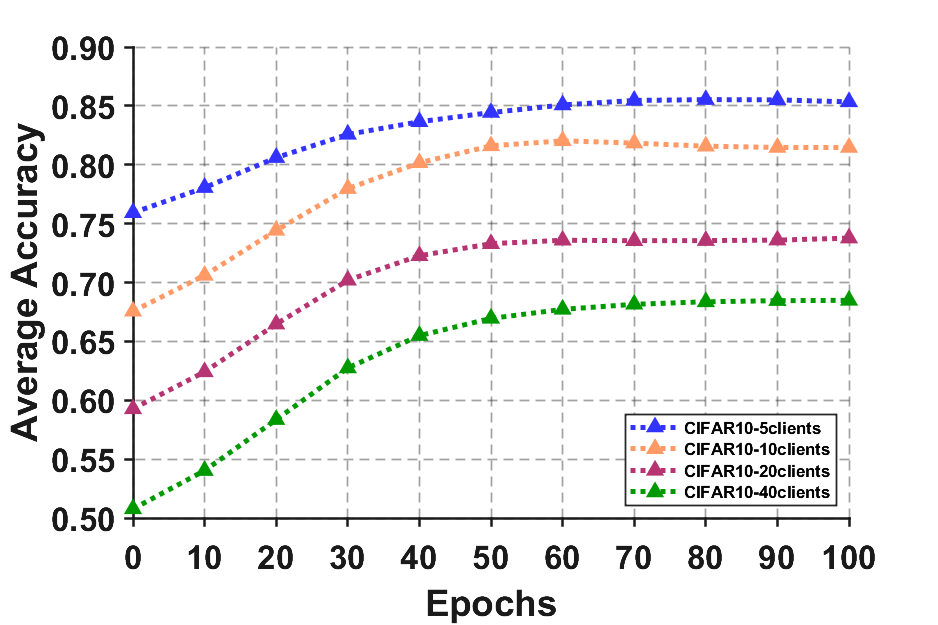 Average Accuracy
0.90
0.85
0.80
0.75
0.70
0.65
0.60
0.55
0.50
CIFAR10-5clients
CIFAR10-10clients
CIFAR10-20clients
CIFAR10-40clients
0 10 20 30 40 50 60 70 80 90 100
Epochs